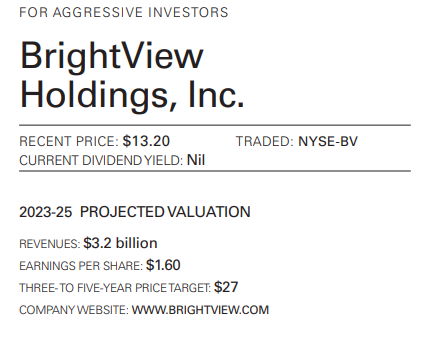 FOR AGGRESSIVE INVESTORS
BrightView
Holdings, Inc.
RECENT PRICE: $13.20 TRADED: NYSE-BV
CURRENT DIVIDEND YIELD: Nil
2023-25 PROJECTED VALUATION
REVENUES: $3.2 billion
EARNINGS PER SHARE: $1.60
THREE- TO FIVE-YEAR PRICE TARGET: $27
COMPANY WEBSITE: WWW.BRIGHTVIEW.COM